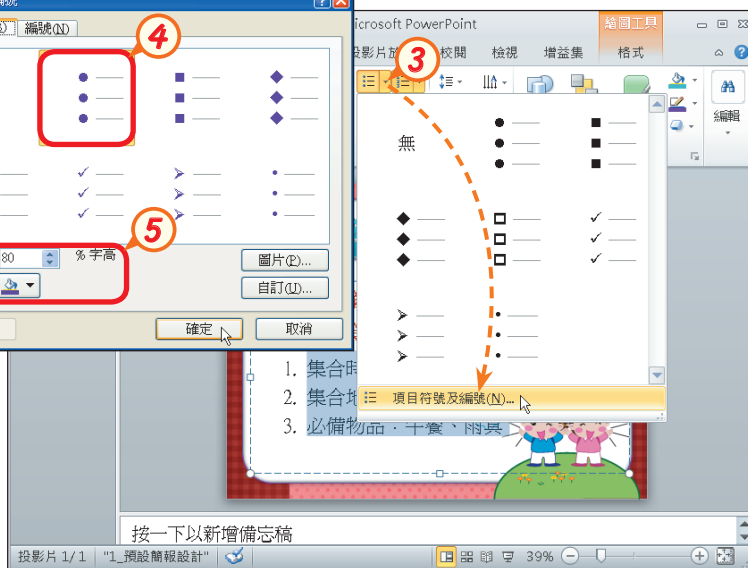 編號
編號(N)
4
5
80
% 字高
圖片(P)...
自訂(U)...
確定
取消
Microsoft PowerPoint
繪圖工具
校閱
檢視
增益集
格式
3
編輯
無
項目符號及編號(N)...
1. 集合時
2. 集合地
3. 必備物品：午餐、雨具
按一下以新增備忘稿
投影片 1/1
"1_預設簡報設計"
39%